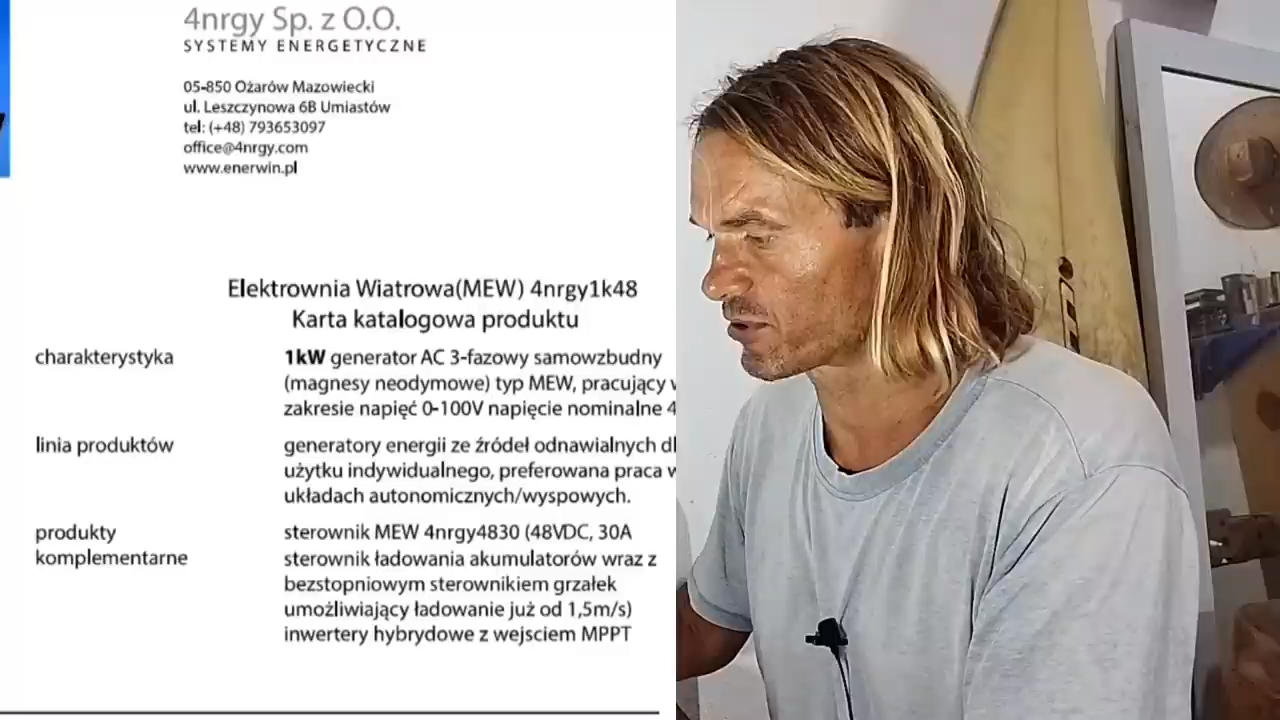 4nrgy Sp. z O.O.
SYSTEMY ENERGETYCZNE
05-850 Ożarów Mazowiecki
ul. Leszczynowa 6B Umiastów
tel: (+48) 793653097
office@4nrgy.com
www.enerwin.pl
Elektrownia Wiatrowa(MEW) 4nrgy1k48
Karta katalogowa produktu
charakterystyka
1kW generator AC 3-fazowy samowzbudny
(magnesy neodymowe) typ MEW, pracujący
zakresie napięć 0-100V napięcie nominalne
linia produktów
generatory energii ze źródeł odnawialnych
użytku indywidualnego, preferowana praca
układach autonomicznych/wyspowych.
produkty
komplementarne
sterownik MEW 4nrgy4830 (48VDC, 30A
sterownik ładowania akumulatorów wraz z
bezstopniowym sterownikiem grzałek
umożliwiający ładowanie już od 1,5m/s)
inwertery hybrydowe z wejsciem MPPT